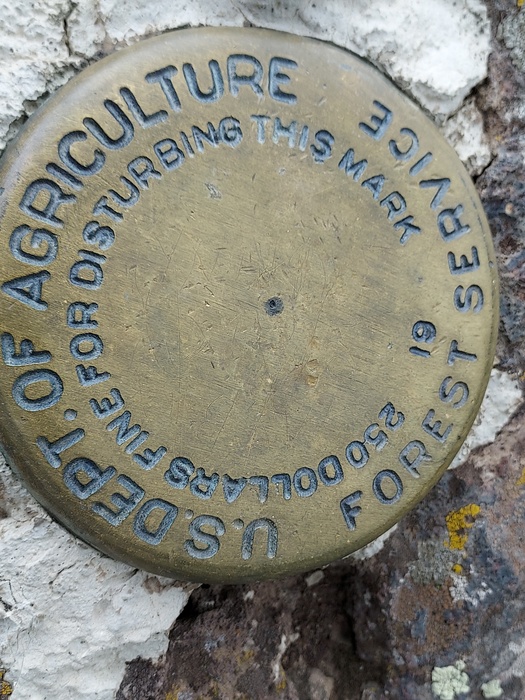 U.S. DEPT. OF AGRICULTURE
FOREST SERVICE
250 DOLLARS FINE FOR DISTURBING THIS MARK
19